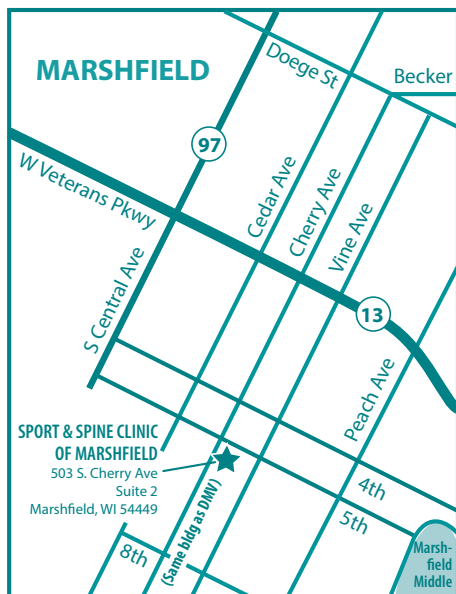 MARSHFIELD
Doege St
Becker
97
W Veterans Pkwy
Cedar Ave
Cherry Ave
Vine Ave
S Central Ave
13
Peach Ave
SPORT & SPINE CLINIC
OF MARSHFIELD
503 S. Cherry Ave
Suite 2
Marshfield, WI 54449
(Same bldg as DMV)
4th
5th
8th
Marsh-
field
Middle